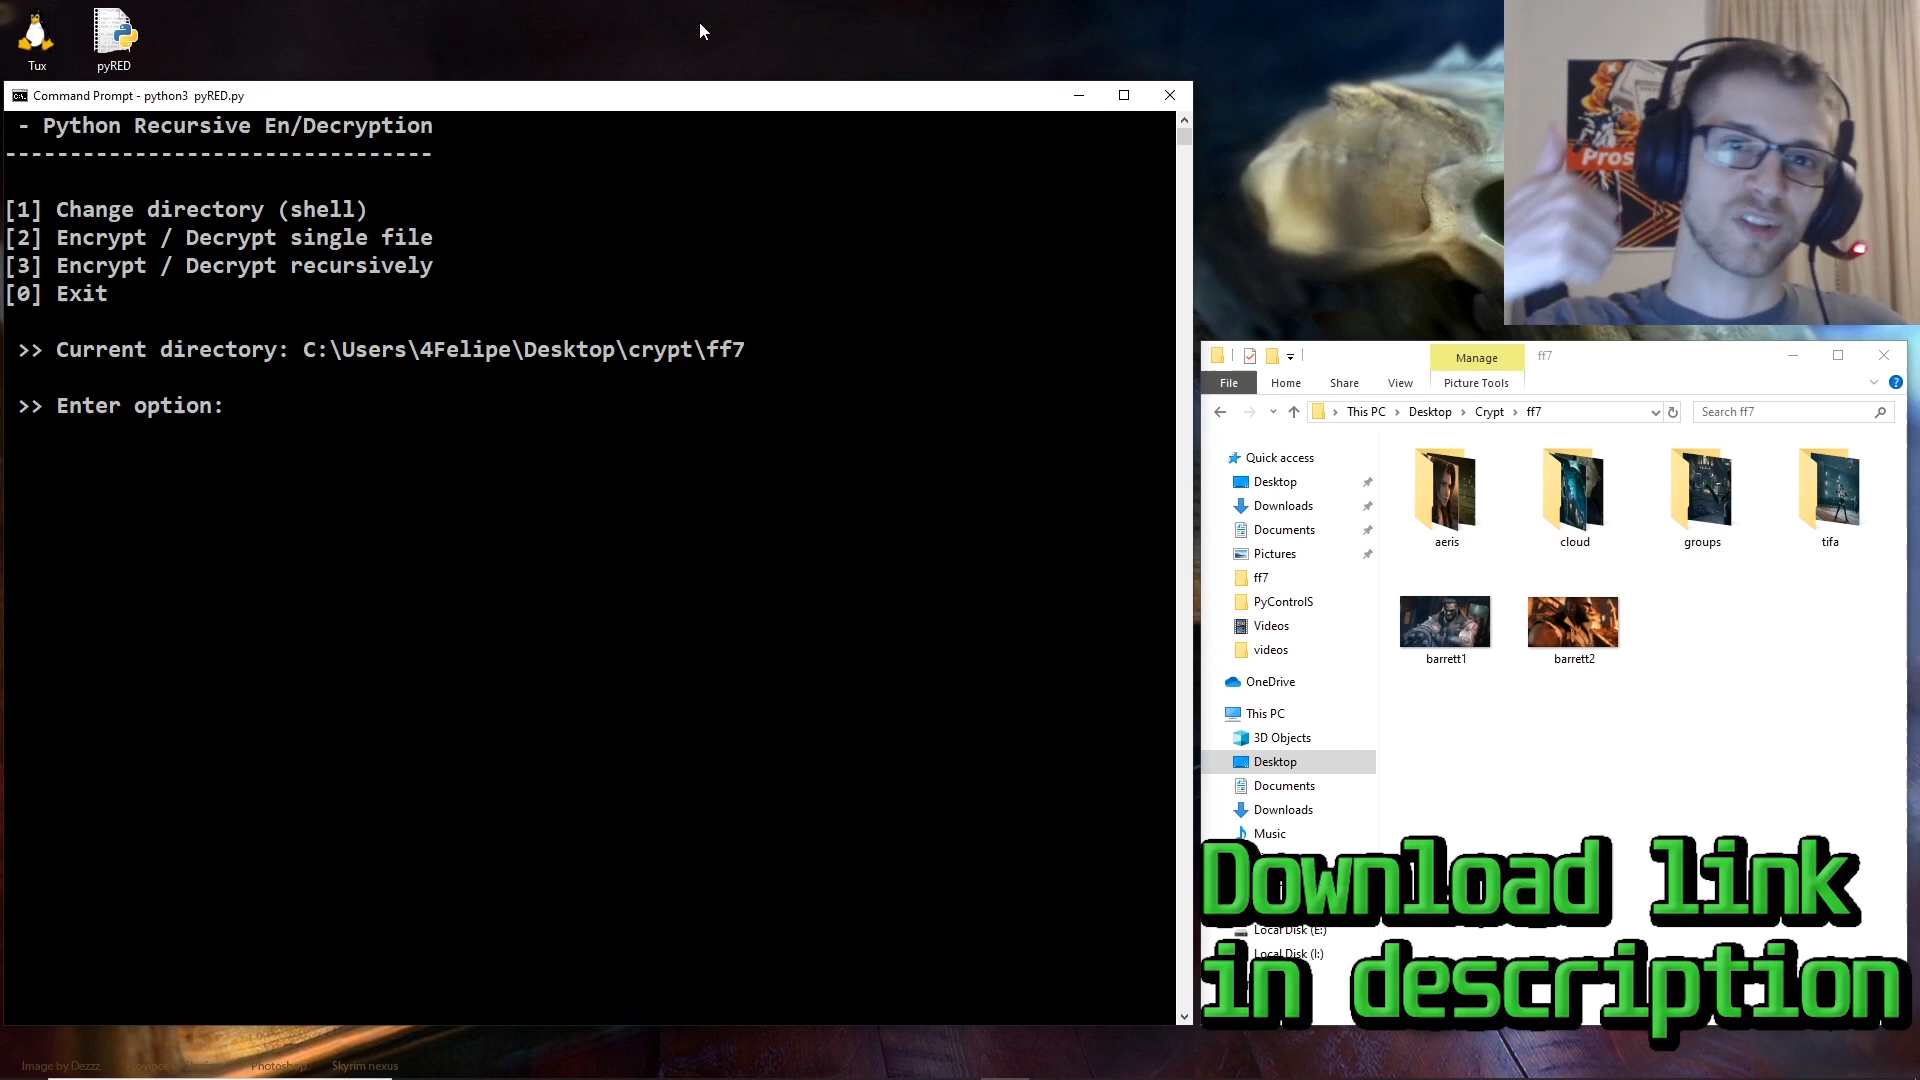 Tux
pyRED
Command Prompt - python3 pyRED.py
- Python Recursive En/Decryption
---------------------------------
[1] Change directory (shell)
[2] Encrypt / Decrypt single file
[3] Encrypt / Decrypt recursively
[0] Exit
>> Current directory: C:\Users\4Felipe\Desktop\crypt\ff7
>> Enter option:
Pros
Manage
ff7
File
Home
Share
View
Picture Tools
This PC
Desktop
Crypt
ff7
Search ff7
Quick access
Desktop
Downloads
Documents
Pictures
ff7
PyControlS
Videos
videos
OneDrive
This PC
3D Objects
Desktop
Documents
Downloads
Music
Local Disk (E:)
Local Disk (I:)
aeris
cloud
groups
tifa
barrett1
barrett2
Download link
in description
Image by Dezzz
Photoshop
Skyrim nexus